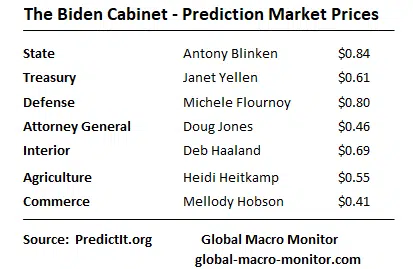 The Biden Cabinet - Prediction Market Prices
State Antony Blinken $0.84
Treasury Janet Yellen $0.61
Defense Michele Flournoy $0.80
Attorney General Doug Jones $0.46
Interior Deb Haaland $0.69
Agriculture Heidi Heitkamp $0.55
Commerce Mellody Hobson $0.41
Source: PredictIt.org Global Macro Monitor
global-macro-monitor.com